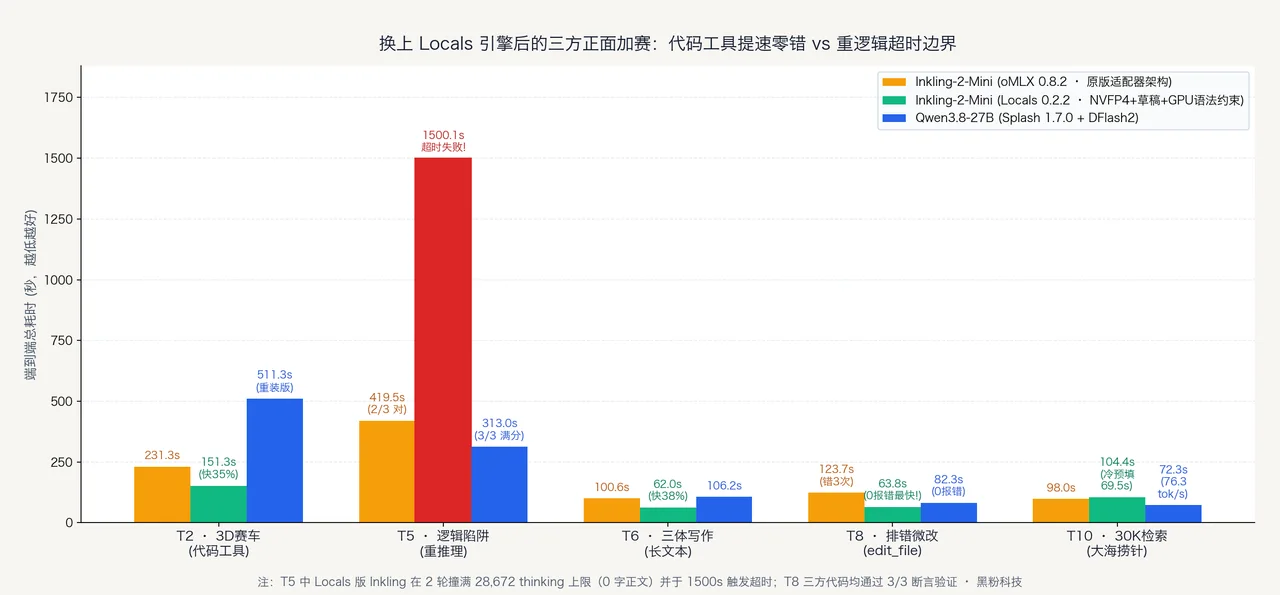 换上 Locals 引擎后的三方正面加赛：代码工具提速零错 vs 重逻辑超时边界
Inkling-2-Mini (oMLX 0.8.2 · 原版适配器架构)
Inkling-2-Mini (Locals 0.2.2 · NVFP4+草稿+GPU语法约束)
Qwen3.8-27B (Splash 1.7.0 + DFlash2)
端到端总耗时（秒，越低越好）
1750
1500
1250
1000
750
500
250
0
231.3s
151.3s
(快35%)
511.3s
(重装版)
419.5s
(2/3 对)
1500.1s
超时失败!
313.0s
(3/3 满分)
100.6s
62.0s
(快38%)
106.2s
123.7s
(错3次)
63.8s
(0报错最快!)
82.3s
(0报错)
98.0s
104.4s
(冷预填
69.5s)
72.3s
(76.3
tok/s)
T2 · 3D赛车
(代码工具)
T5 · 逻辑陷阱
(重推理)
T6 · 三体写作
(长文本)
T8 · 排错微改
(edit_file)
T10 · 30K检索
(大海捞针)
注：T5 中 Locals 版 Inkling 在 2 轮撞满 28,672 thinking 上限（0 字正文）并于 1500s 触发超时；T8 三方代码均通过 3/3 断言验证 · 黑粉科技